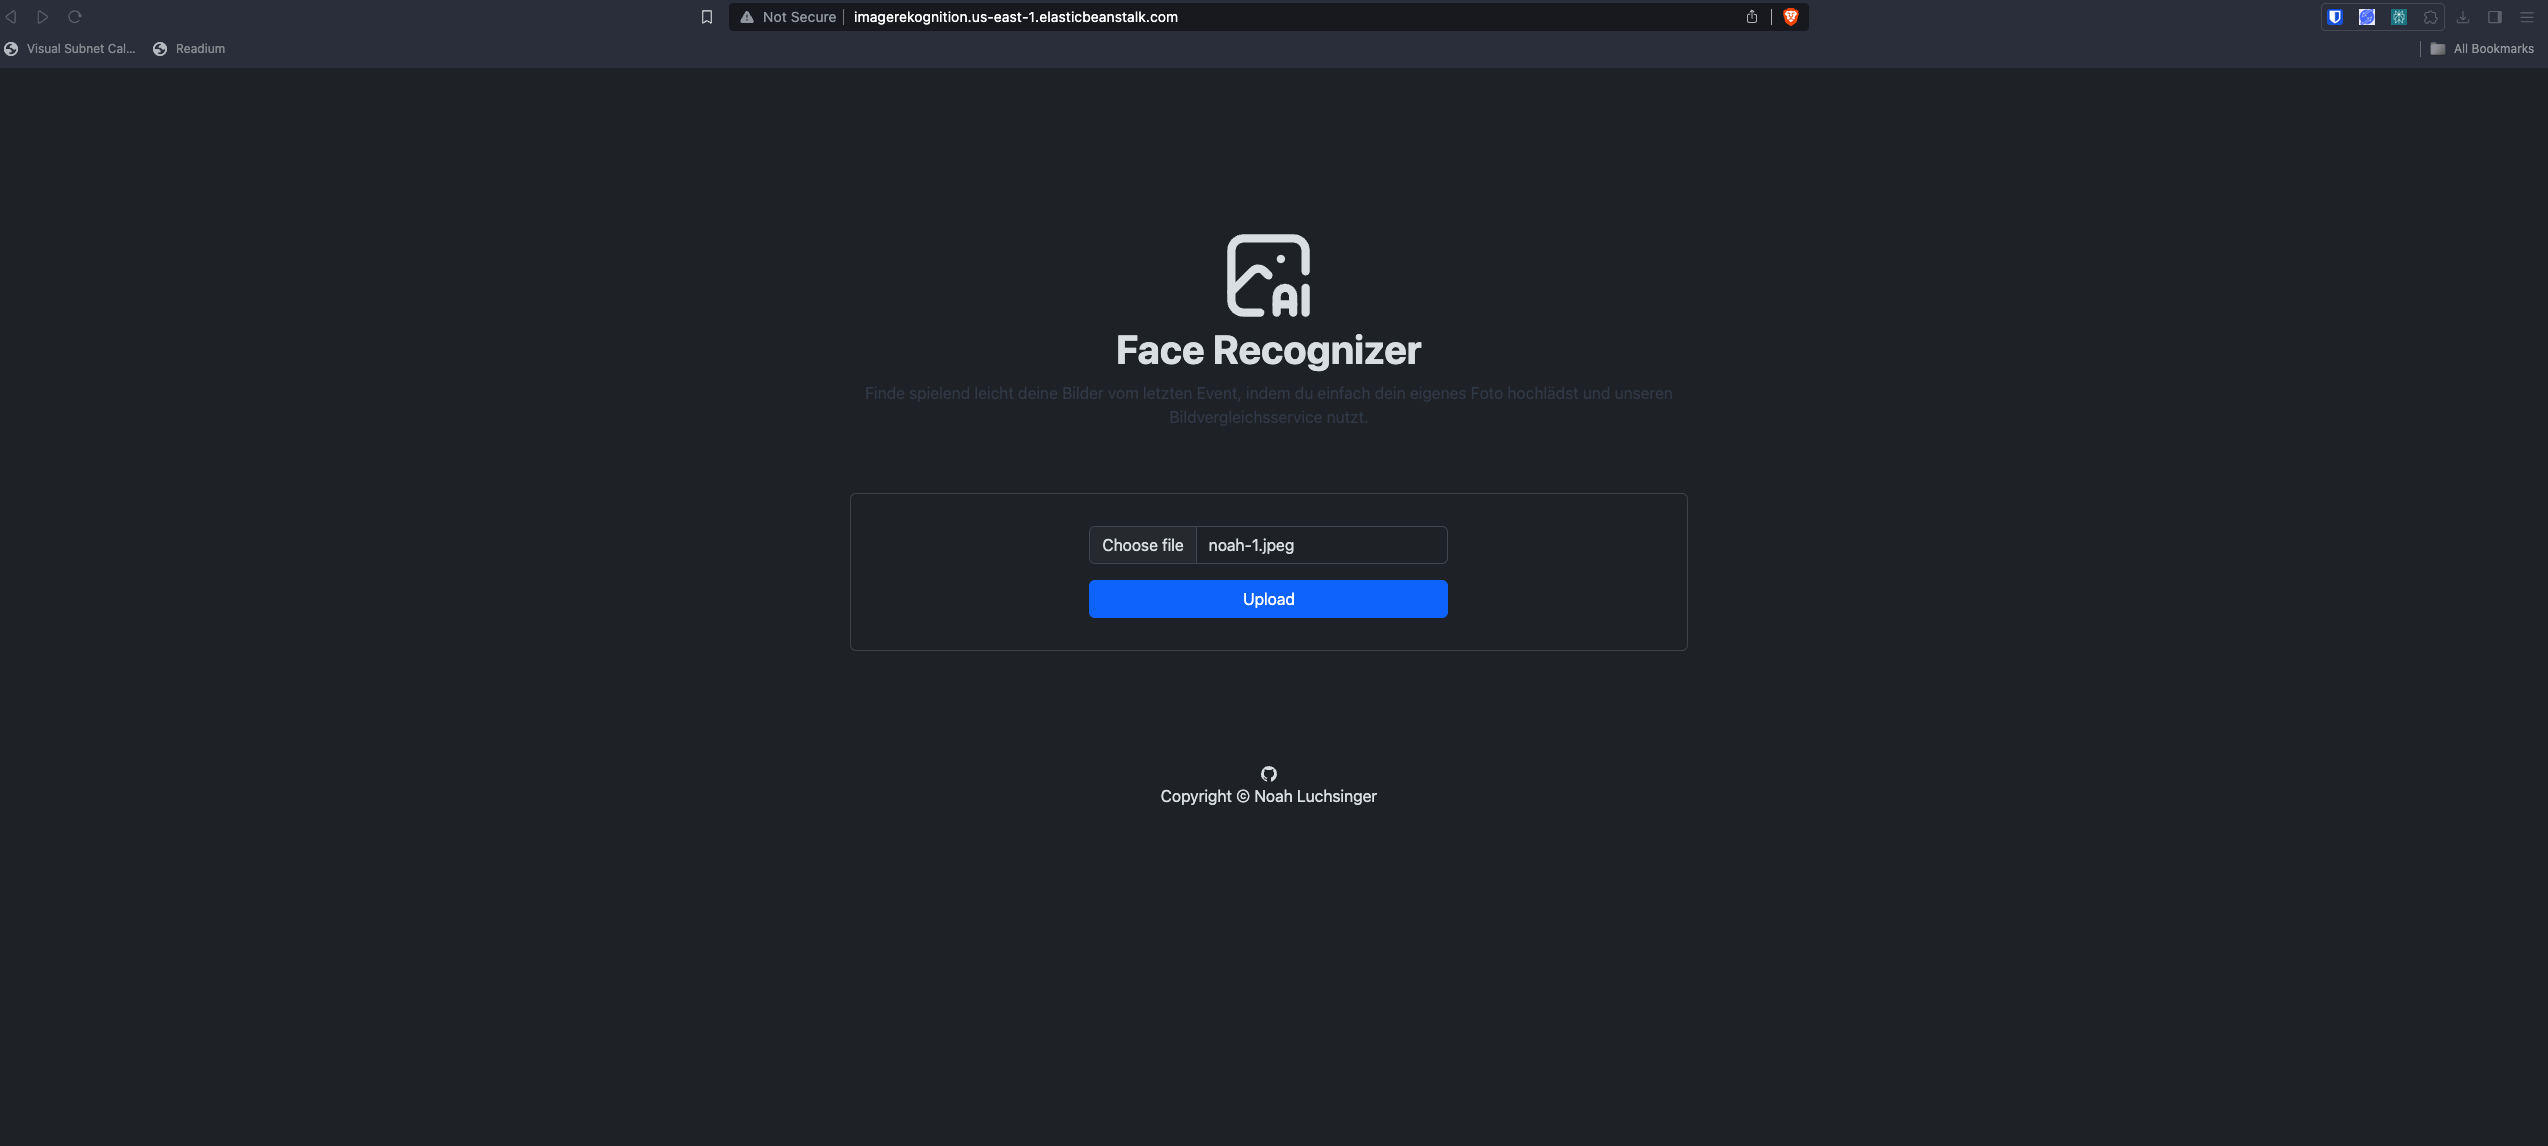 Not Secure imagerekognition.us-east-1.elasticbeanstalk.com
Visual Subnet Cal... Readium All Bookmarks
AI
Face Recognizer
Finde spielend leicht deine Bilder vom letzten Event, indem du einfach dein eigenes Foto hochlädst und unseren
Bildvergleichsservice nutzt.
Choose file noah-1.jpeg
Upload
Copyright © Noah Luchsinger